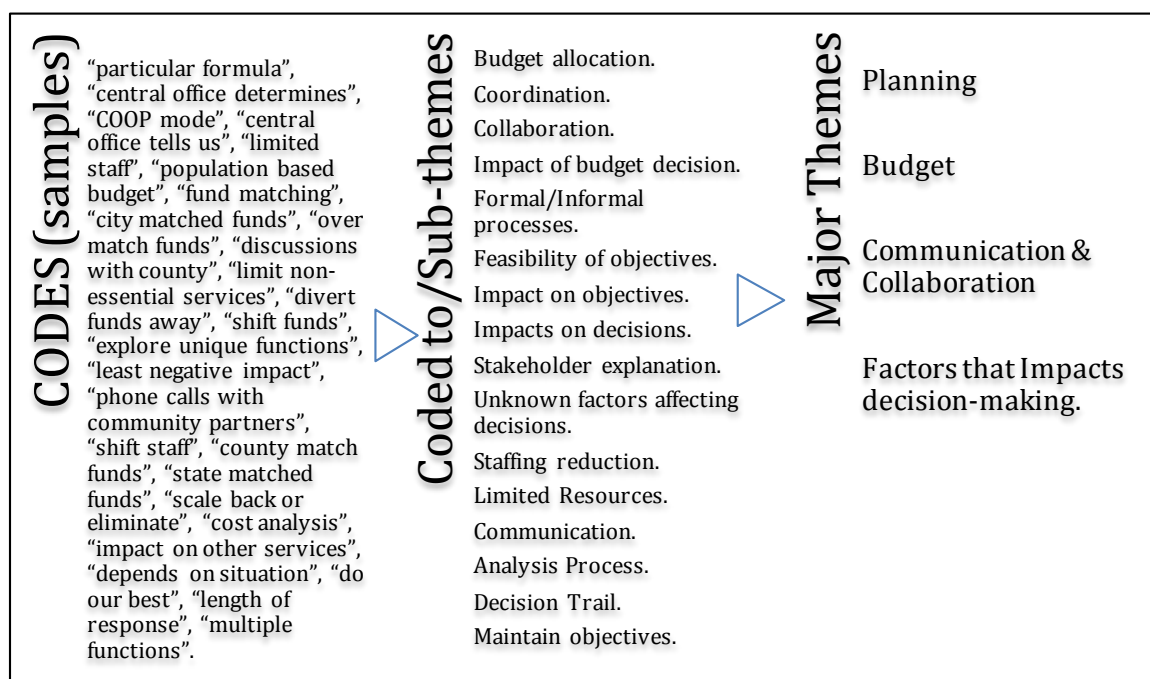 CODES (samples)
“particular formula”,
“central office determines”,
“COOP mode”, “central
office tells us”, “limited
staff”, “population based
budget”, “fund matching”,
“city matched funds”, “over
match funds”, “discussions
with county”, “limit non-
essential services”, “divert
funds away”, “shift funds”,
“explore unique functions”,
“least negative impact”,
“phone calls with
community partners”,
“shift staff”, “county match
funds”, “state matched
funds”, “scale back or
eliminate”, “cost analysis”,
“impact on other services”,
“depends on situation”, “do
our best”, “length of
response”, “multiple
functions”.
Coded to/Sub-themes
Budget allocation.
Coordination.
Collaboration.
Impact of budget decision.
Formal/Informal
processes.
Feasibility of objectives.
Impact on objectives.
Impacts on decisions.
Stakeholder explanation.
Unknown factors affecting
decisions.
Staffing reduction.
Limited Resources.
Communication.
Analysis Process.
Decision Trail.
Maintain objectives.
Major Themes
Planning
Budget
Communication &
Collaboration
Factors that Impacts
decision-making.